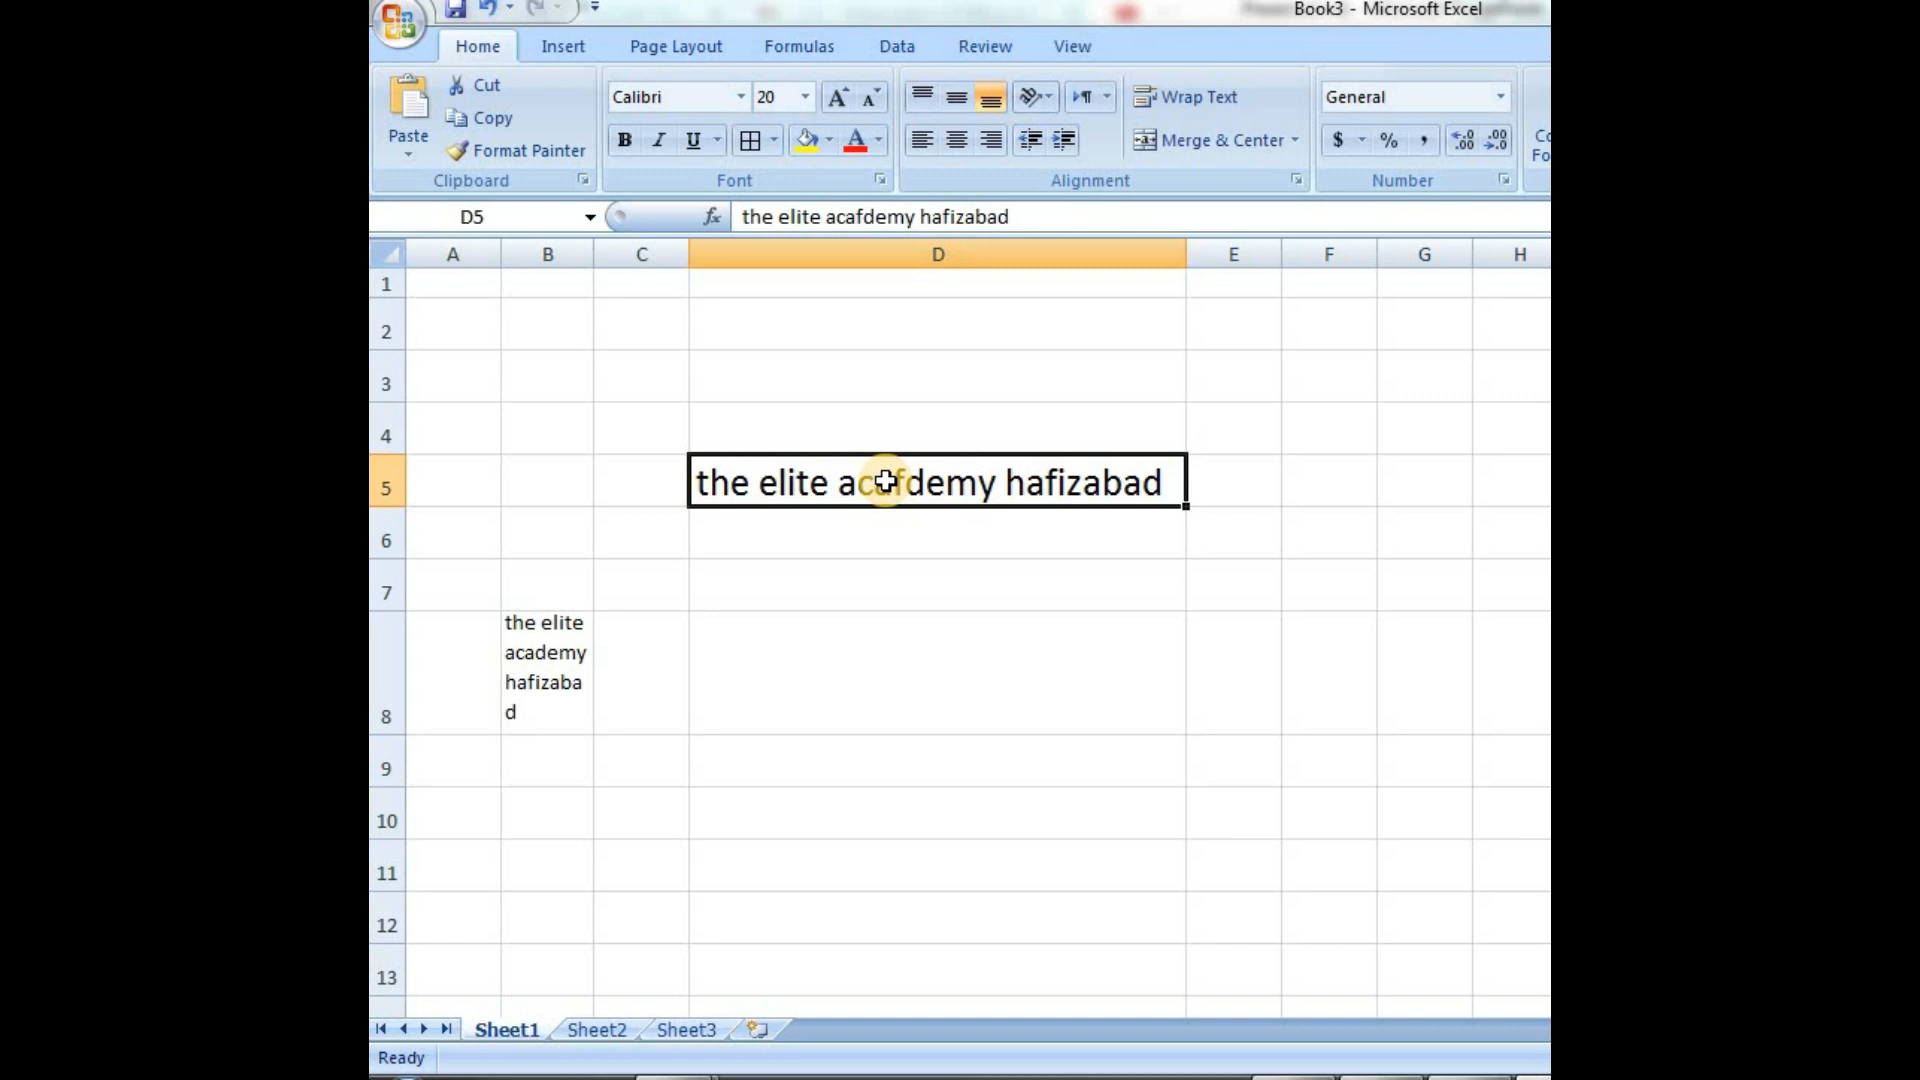 Book3 - Microsoft Excel
Home Insert Page Layout Formulas Data Review View
Paste
Cut
Copy
Format Painter
Clipboard
Calibri 20
B I U
Font
Wrap Text
Merge & Center
Alignment
General
$ % ,
Number
D5 fx the elite acafdemy hafizabad
A B C D E F G H
1
2
3
4
5 the elite acafdemy hafizabad
6
7
8 the elite
academy
hafizaba
d
9
10
11
12
13
Sheet1 Sheet2 Sheet3
Ready